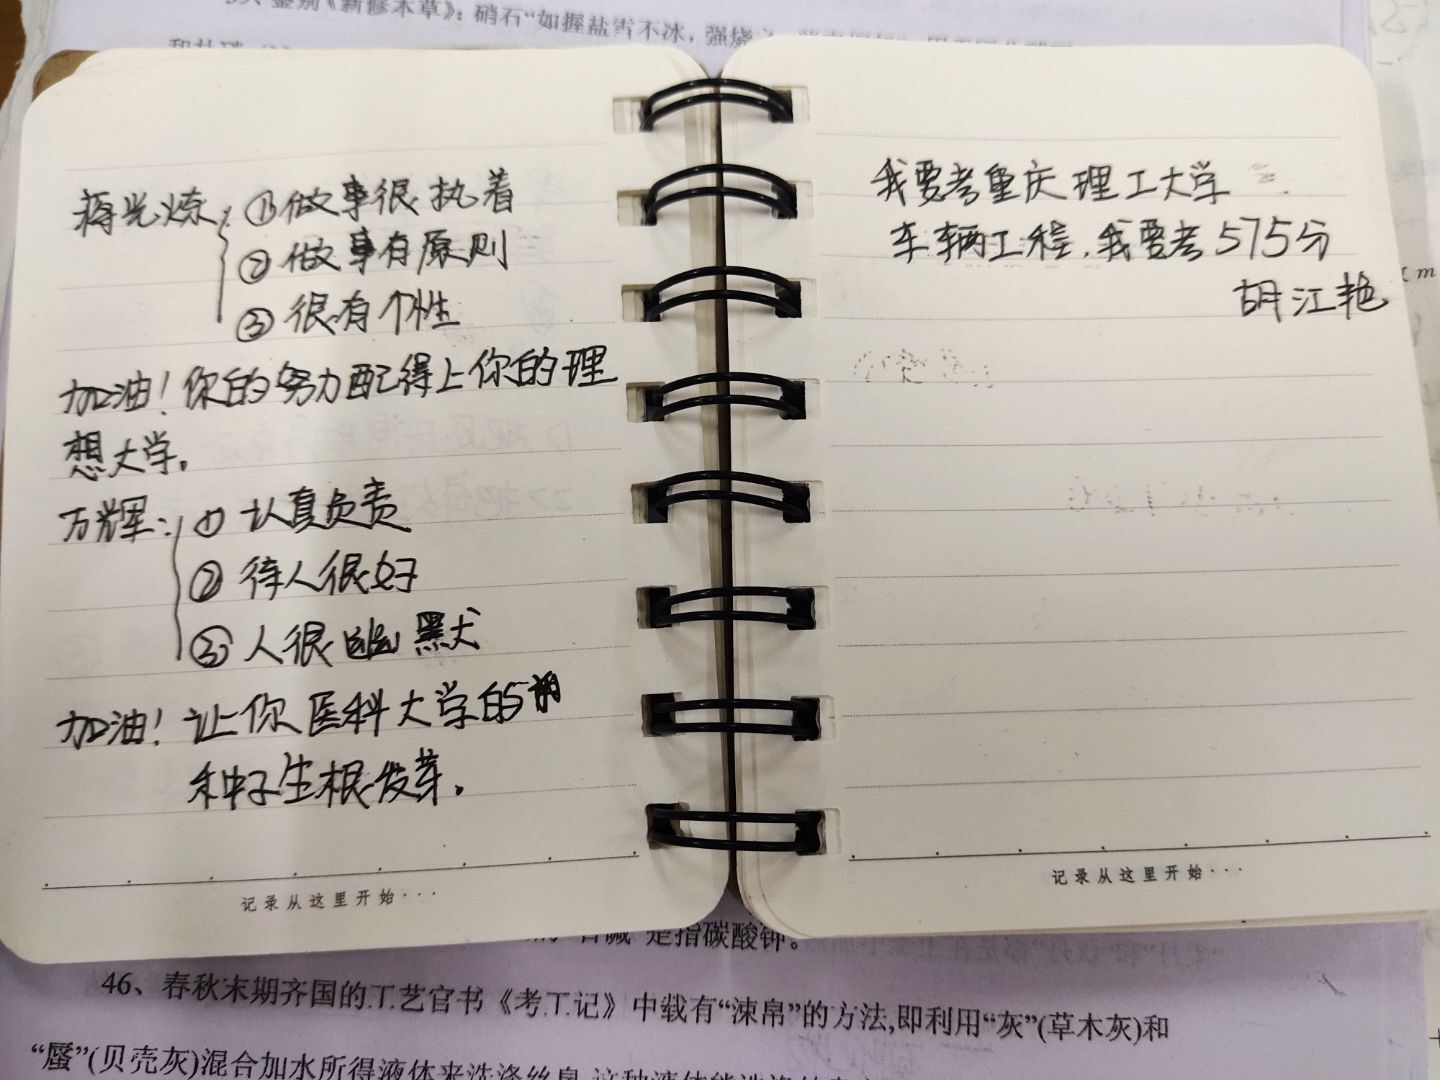 鉴别《新修本草》：硝石“如握盐雪不冰，强烧之
蒋光炼：①做事很执着
②做事有原则
③很有个性
加油！你的努力配得上你的理
想大学。
万辉：①认真负责
②待人很好
③人很幽默
加油！让你医科大学的
种子生根发芽。
记录从这里开始···
我要考重庆理工大学
车辆工程，我要考575分
胡江艳
记录从这里开始···
是指碳酸钾。
46、春秋末期齐国的工艺官书《考工记》中载有“涑帛”的方法,即利用“灰”(草木灰)和
“蜃”(贝壳灰)混合加水所得液体来洗涤丝帛